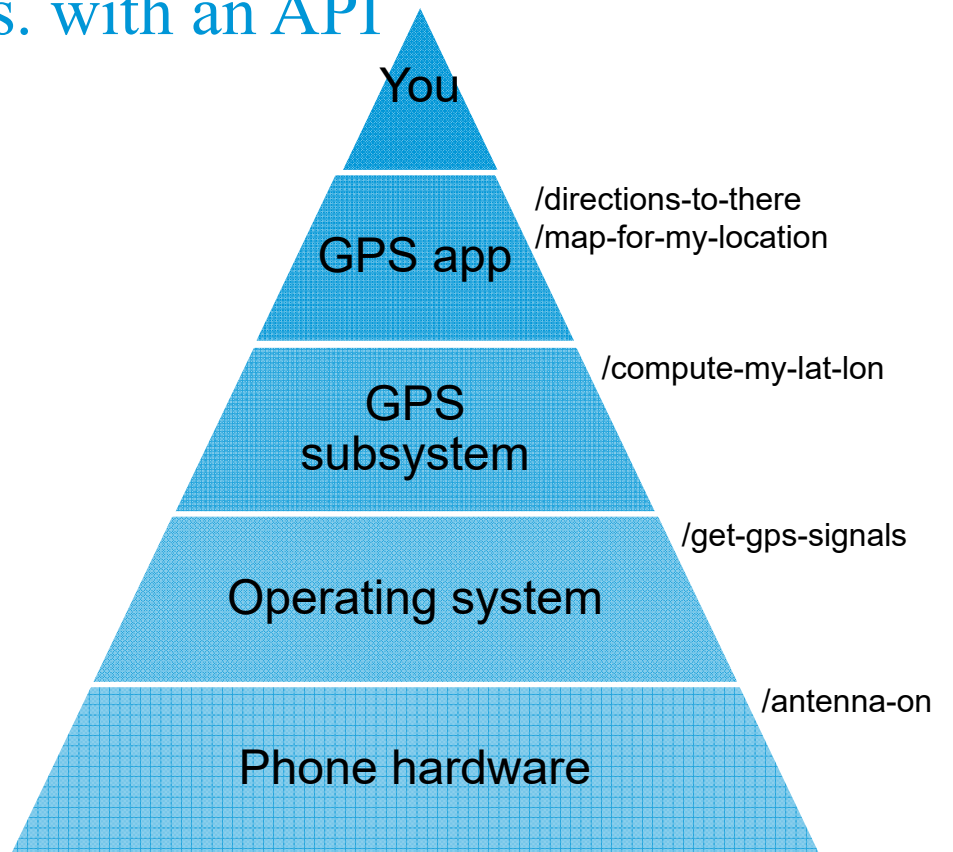 s. with an API
You
/directions-to-there
/map-for-my-location
GPS app
/compute-my-lat-lon
GPS
subsystem
/get-gps-signals
Operating system
/antenna-on
Phone hardware